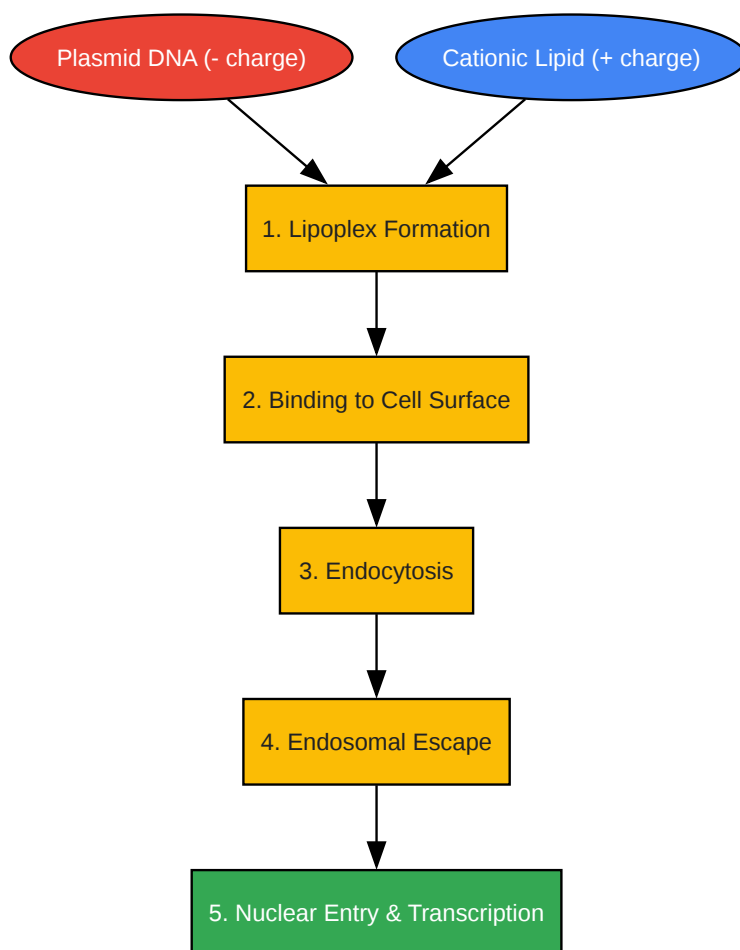 Plasmid DNA (- charge)
Cationic Lipid (+ charge)
1. Lipoplex Formation
2. Binding to Cell Surface
3. Endocytosis
4. Endosomal Escape
5. Nuclear Entry & Transcription